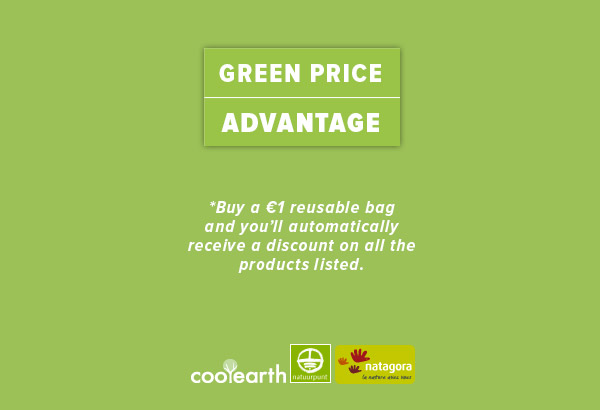 GREEN PRICE
ADVANTAGE
*Buy a €1 reusable bag
and you'll automatically
receive a discount on all the
products listed.
coolearth
natuurpunt
natagora
la nature avec vous